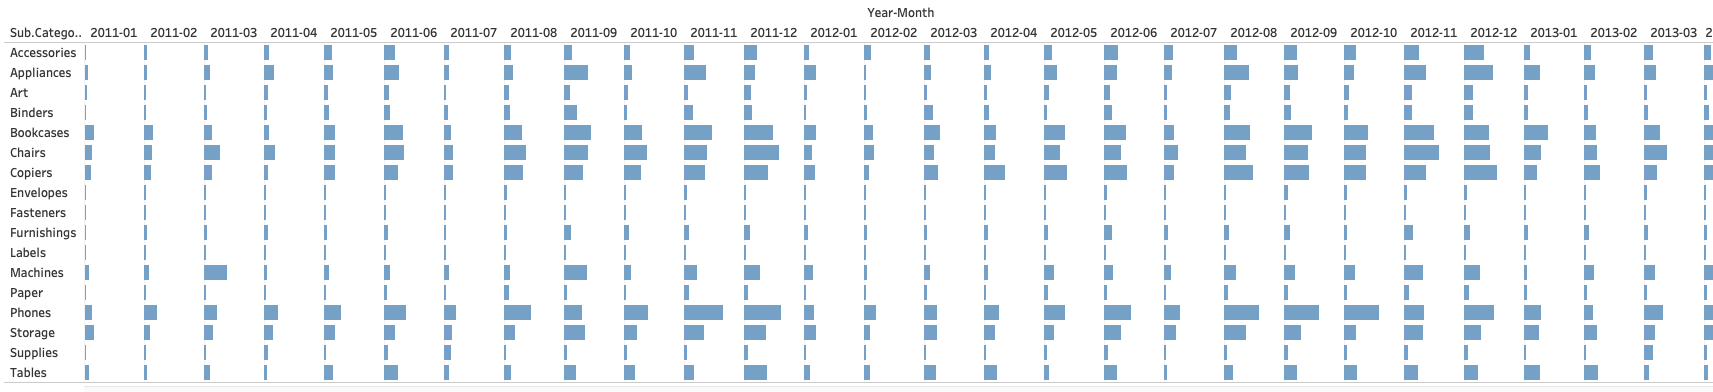 Year-Month
Sub.Catego.. 2011-01 2011-02 2011-03 2011-04 2011-05 2011-06 2011-07 2011-08 2011-09 2011-10 2011-11 2011-12 2012-01 2012-02 2012-03 2012-04 2012-05 2012-06 2012-07 2012-08 2012-09 2012-10 2012-11 2012-12 2013-01 2013-02 2013-03 2
Accessories
Appliances
Art
Binders
Bookcases
Chairs
Copiers
Envelopes
Fasteners
Furnishings
Labels
Machines
Paper
Phones
Storage
Supplies
Tables